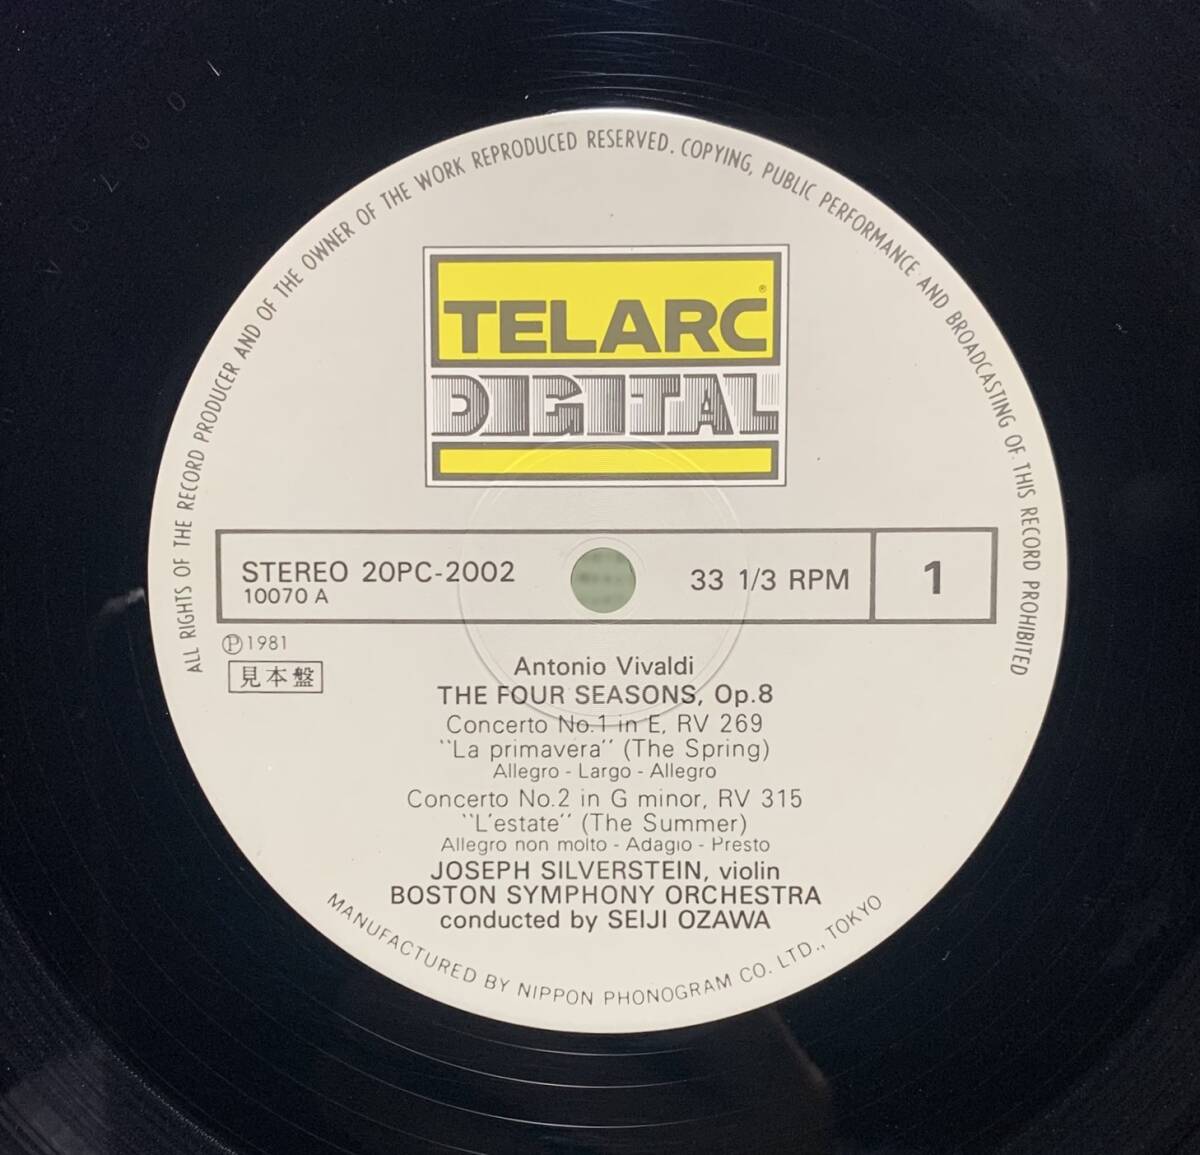 ALL RIGHTS OF THE RECORD PRODUCER AND OF THE OWNER OF THE WORK REPRODUCED RESERVED. COPYING, PUBLIC PERFORMANCE AND BROADCASTING OF THIS RECORD PROHIBITED
TELARC®
DIGITAL
STEREO 20PC-2002
10070 A
33 1/3 RPM
1
Ⓟ1981
見本盤
Antonio Vivaldi
THE FOUR SEASONS, Op.8
Concerto No.1 in E, RV 269
"La primavera" (The Spring)
Allegro - Largo - Allegro
Concerto No.2 in G minor, RV 315
"L'estate" (The Summer)
Allegro non molto - Adagio - Presto
JOSEPH SILVERSTEIN, violin
BOSTON SYMPHONY ORCHESTRA
conducted by SEIJI OZAWA
MANUFACTURED BY NIPPON PHONOGRAM CO. LTD., TOKYO